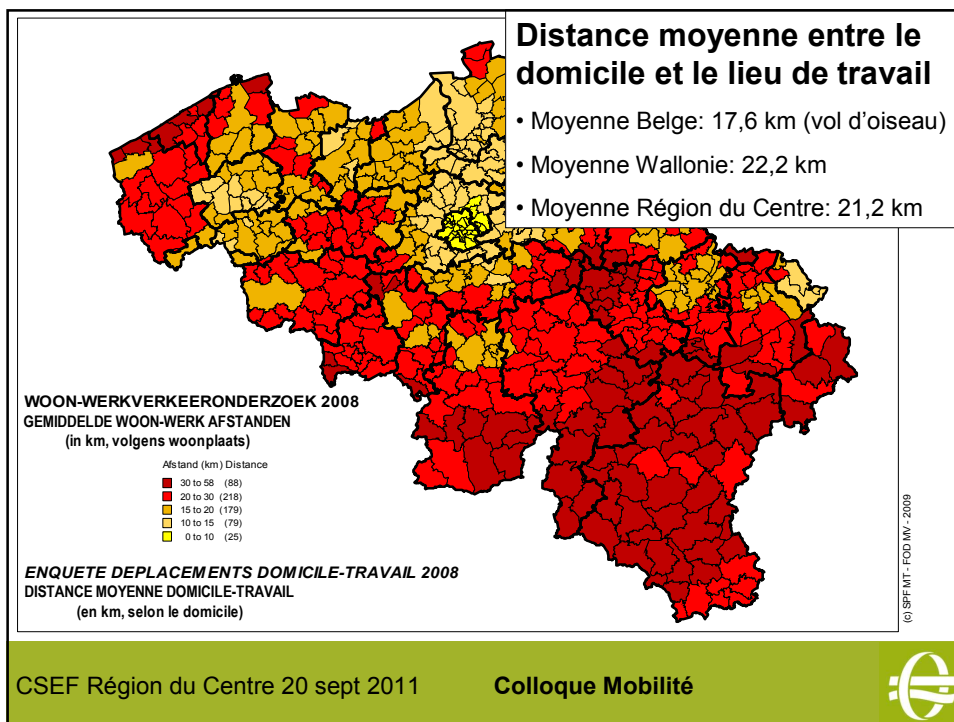 Distance moyenne entre le
domicile et le lieu de travail
• Moyenne Belge: 17,6 km (vol d'oiseau)
• Moyenne Wallonie: 22,2 km
• Moyenne Région du Centre: 21,2 km
WOON-WERKVERKEERONDERZOEK 2008
GEMIDDELDE WOON-WERK AFSTANDEN
(in km, volgens woonplaats)
Afstand (km) Distance
30 to 58 (88)
20 to 30 (218)
15 to 20 (179)
10 to 15 (79)
0 to 10 (25)
ENQUETE DEPLACEMENTS DOMICILE-TRAVAIL 2008
DISTANCE MOYENNE DOMICILE-TRAVAIL
(en km, selon le domicile)
(c) SPF MT - FOD MV - 2009
CSEF Région du Centre 20 sept 2011 Colloque Mobilité